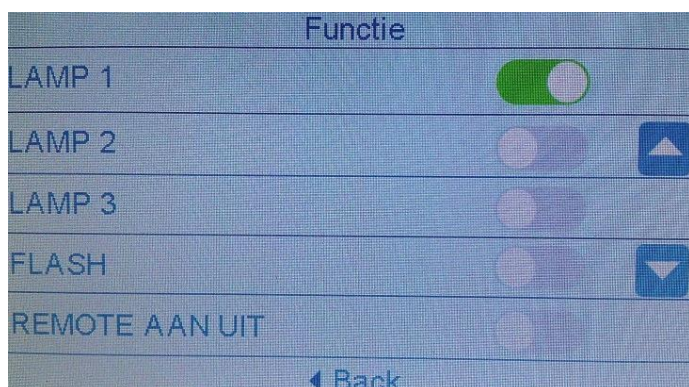 Functie
LAMP 1
LAMP 2
LAMP 3
FLASH
REMOTE AAN UIT
Back